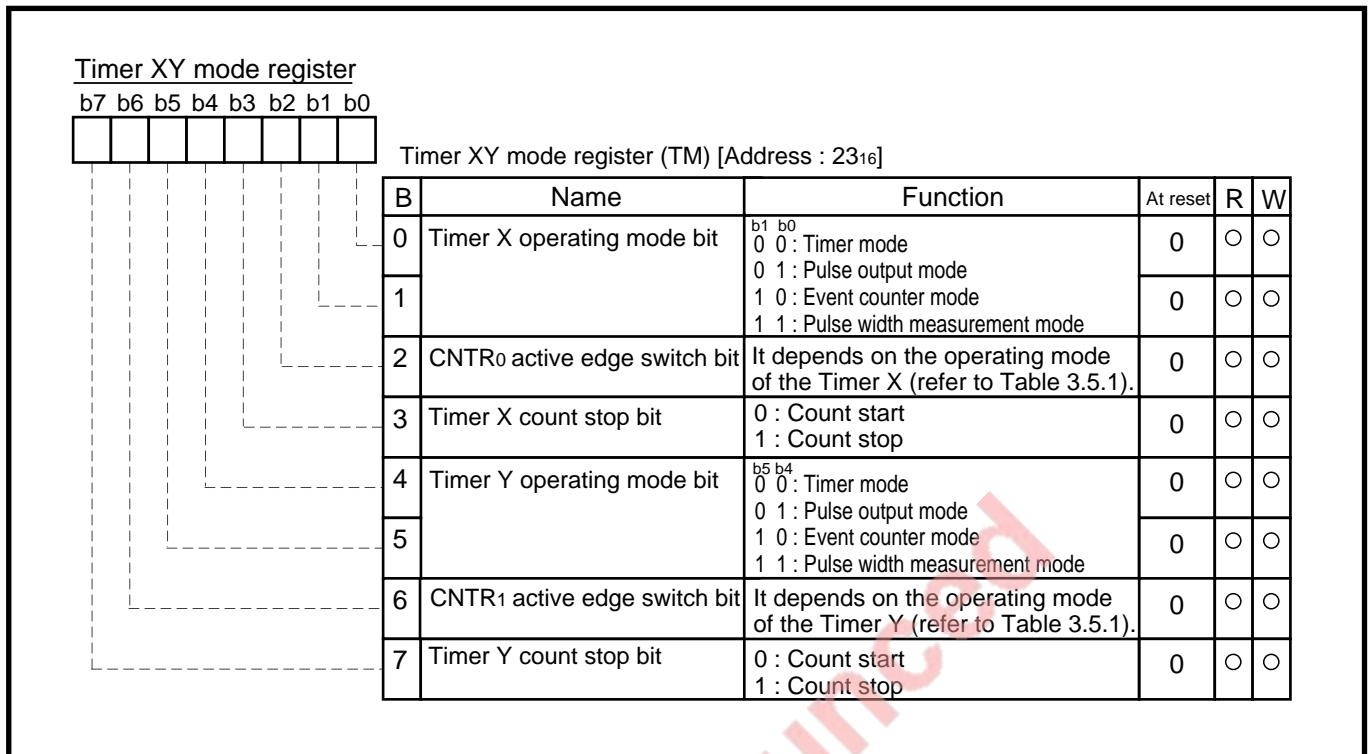 Timer XY mode register
b7 b6 b5 b4 b3 b2 b1 b0
Timer XY mode register (TM) [Address : 2316]
B Name Function At reset R W
0 Timer X operating mode bit b1 b0
0 0 : Timer mode 0 ○ ○
0 1 : Pulse output mode
1 1 0 : Event counter mode 0 ○ ○
1 1 : Pulse width measurement mode
2 CNTR0 active edge switch bit It depends on the operating mode 0 ○ ○
of the Timer X (refer to Table 3.5.1).
3 Timer X count stop bit 0 : Count start 0 ○ ○
1 : Count stop
4 Timer Y operating mode bit b5 b4
0 0 : Timer mode 0 ○ ○
0 1 : Pulse output mode
5 1 0 : Event counter mode 0 ○ ○
1 1 : Pulse width measurement mode
6 CNTR1 active edge switch bit It depends on the operating mode 0 ○ ○
of the Timer Y (refer to Table 3.5.1).
7 Timer Y count stop bit 0 : Count start 0 ○ ○
1 : Count stop